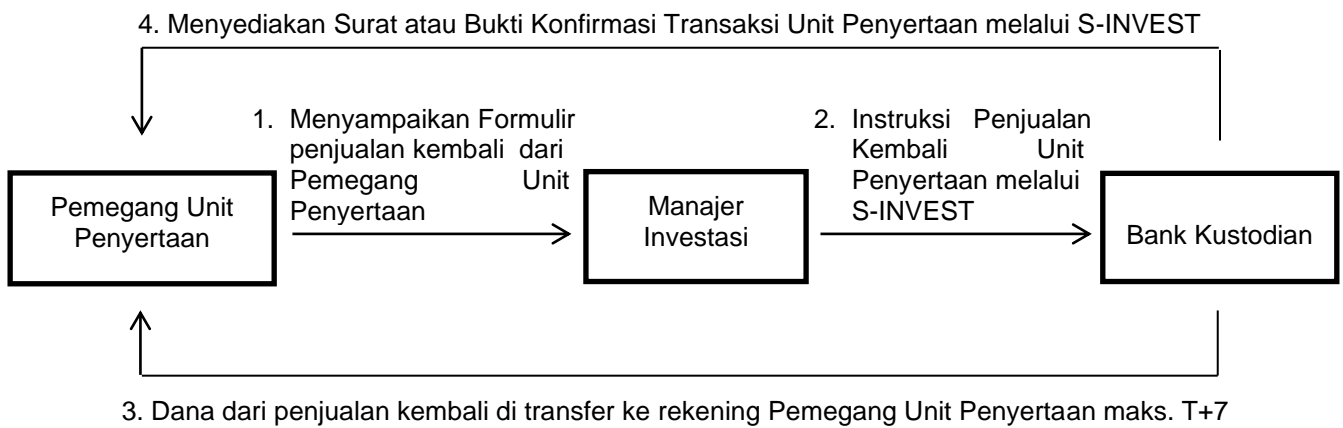 4. Menyediakan Surat atau Bukti Konfirmasi Transaksi Unit Penyertaan melalui S-INVEST
1. Menyampaikan Formulir
penjualan kembali dari
Pemegang Unit
Penyertaan
2. Instruksi Penjualan
Kembali Unit
Penyertaan melalui
S-INVEST
Pemegang Unit
Penyertaan
Manajer
Investasi
Bank Kustodian
3. Dana dari penjualan kembali di transfer ke rekening Pemegang Unit Penyertaan maks. T+7